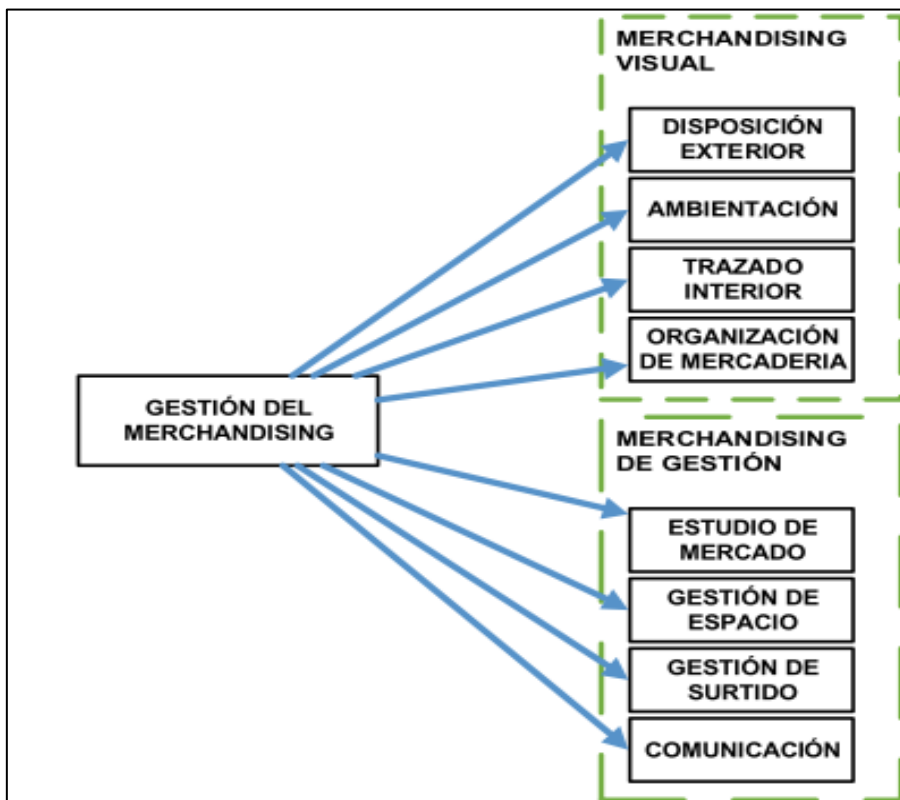 MERCHANDISING
VISUAL
DISPOSICIÓN
EXTERIOR
AMBIENTACIÓN
TRAZADO
INTERIOR
ORGANIZACIÓN
DE MERCADERIA
GESTIÓN DEL
MERCHANDISING
MERCHANDISING
DE GESTIÓN
ESTUDIO DE
MERCADO
GESTIÓN DE
ESPACIO
GESTIÓN DE
SURTIDO
COMUNICACIÓN